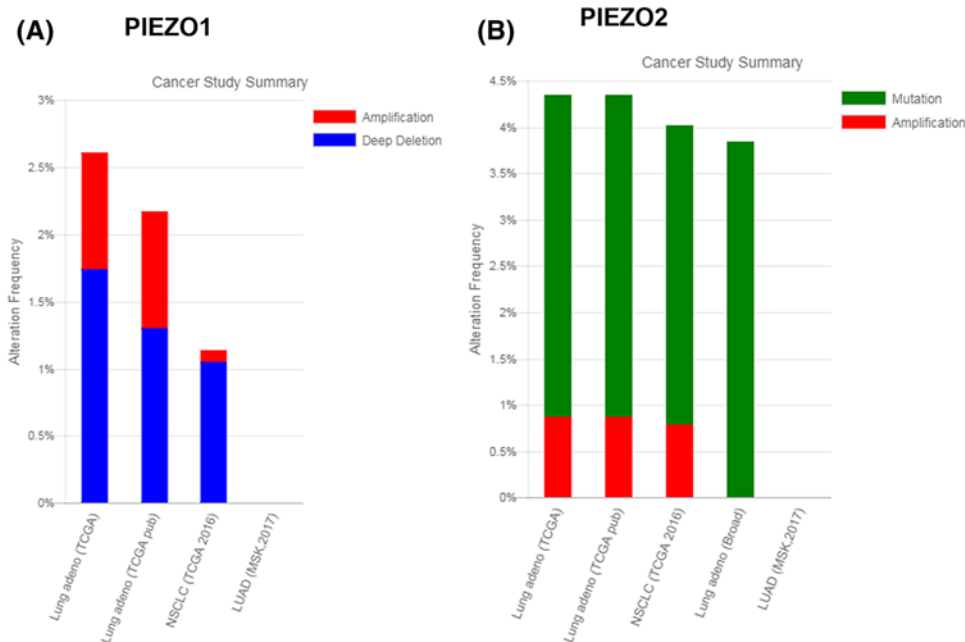 (A) PIEZO1
Cancer Study Summary
Amplification
Deep Deletion
Alteration Frequency
3%
2.5%
2%
1.5%
1%
0.5%
0%
Lung adeno (TCGA)
Lung adeno (TCGA pub)
NSCLC (TCGA 2016)
LUAD (MSK,2017)
(B) PIEZO2
Cancer Study Summary
Mutation
Amplification
Alteration Frequency
4.5%
4%
3.5%
3%
2.5%
2%
1.5%
1%
0.5%
0%
Lung adeno (TCGA)
Lung adeno (TCGA pub)
NSCLC (TCGA 2016)
Lung adeno (Broad)
LUAD (MSK,2017)